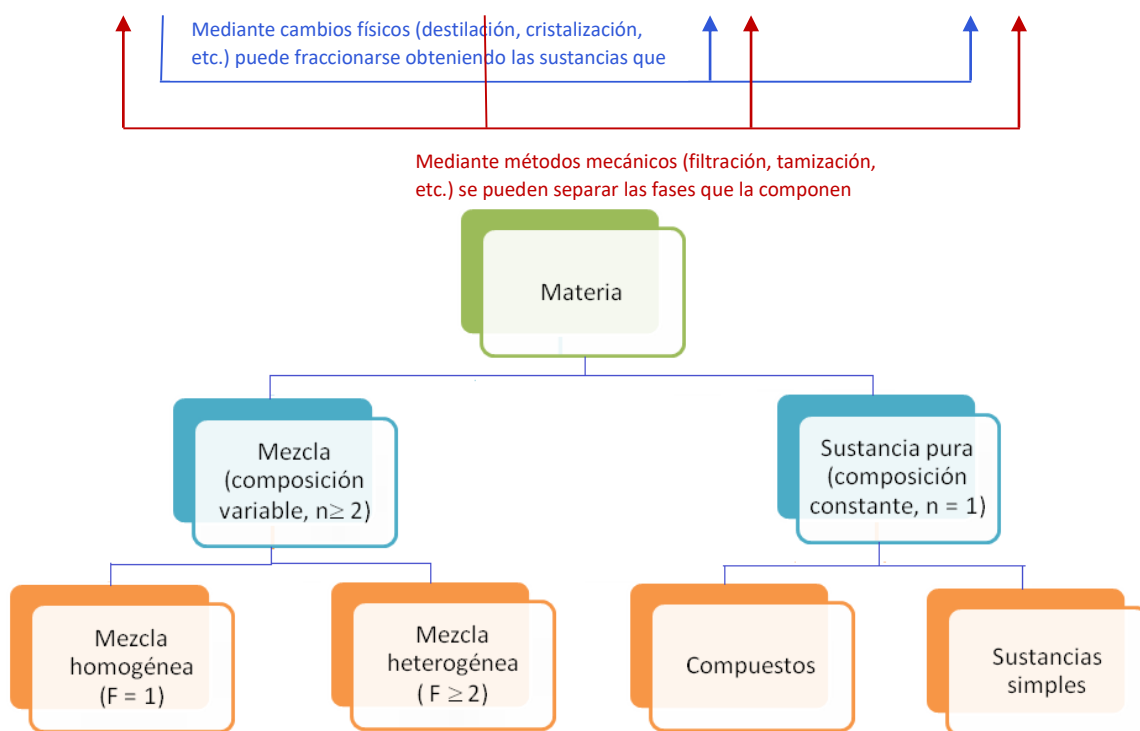 Mediante cambios físicos (destilación, cristalización,
etc.) puede fraccionarse obteniendo las sustancias que
Mediante métodos mecánicos (filtración, tamización,
etc.) se pueden separar las fases que la componen
Materia
Mezcla
(composición
variable, n≥ 2)
Sustancia pura
(composición
constante, n = 1)
Mezcla
homogénea
(F = 1)
Mezcla
heterogénea
( F ≥ 2)
Compuestos
Sustancias
simples